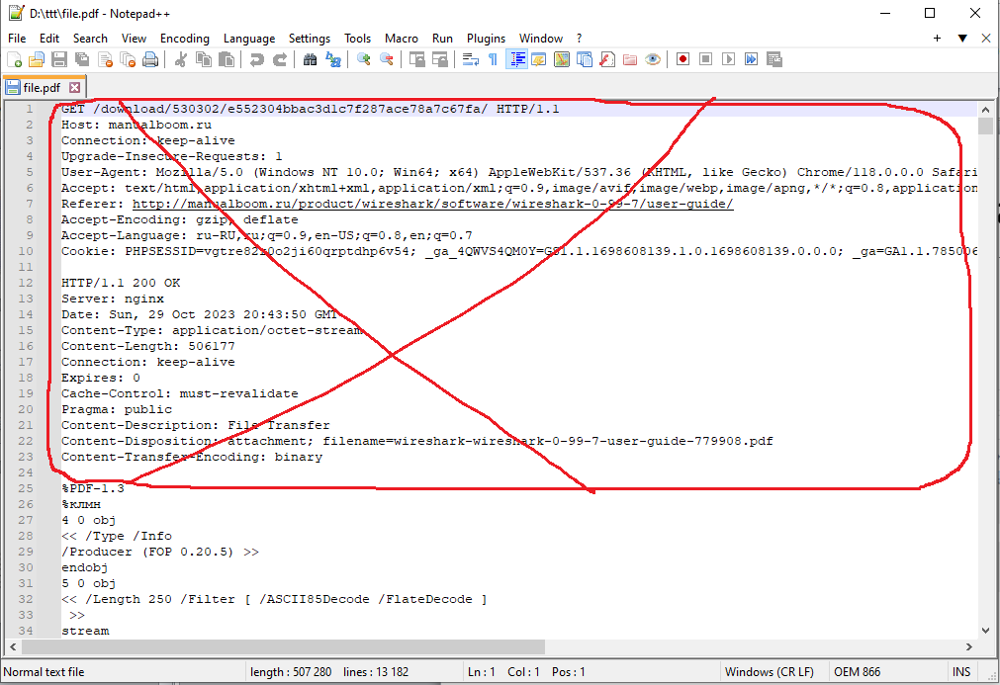 D:\ttt\file.pdf - Notepad++
File Edit Search View Encoding Language Settings Tools Macro Run Plugins Window ?
file.pdf
1 GET /download/530302/e552304bbac3d1c7f287ace78a7c67fa/ HTTP/1.1
2 Host: manualboom.ru
3 Connection: keep-alive
4 Upgrade-Insecure-Requests: 1
5 User-Agent: Mozilla/5.0 (Windows NT 10.0; Win64; x64) AppleWebKit/537.36 (KHTML, like Gecko) Chrome/118.0.0.0 Safari
6 Accept: text/html,application/xhtml+xml,application/xml;q=0.9,image/avif,image/webp,image/apng,*/*;q=0.8,application
7 Referer: http://manualboom.ru/product/wireshark/software/wireshark-0-99-7/user-guide/
8 Accept-Encoding: gzip, deflate
9 Accept-Language: ru-RU,ru;q=0.9,en-US;q=0.8,en;q=0.7
10 Cookie: _ga_4QWVS4QM0Y=GS1.1.1698608139.1.0.1698608139.0.0.0; _ga=GA1.1.785006
11
12 HTTP/1.1 200 OK
13 Server: nginx
14 Date: Sun, 29 Oct 2023 20:43:50 GMT
15 Content-Type: application/octet-stream
16 Content-Length: 506177
17 Connection: keep-alive
18 Expires: 0
19 Cache-Control: must-revalidate
20 Pragma: public
21 Content-Description: File Transfer
22 Content-Disposition: attachment; filename=wireshark-wireshark-0-99-7-user-guide-779908.pdf
23 Content-Transfer-Encoding: binary
24
25 %PDF-1.3
26 %клмн
27 4 0 obj
28 << /Type /Info
29 /Producer (FOP 0.20.5) >>
30 endobj
31 5 0 obj
32 << /Length 250 /Filter [ /ASCII85Decode /FlateDecode ]
33 >>
34 stream
Normal text file length : 507 280 lines : 13 182 Ln : 1 Col : 1 Pos : 1 Windows (CR LF) OEM 866 INS